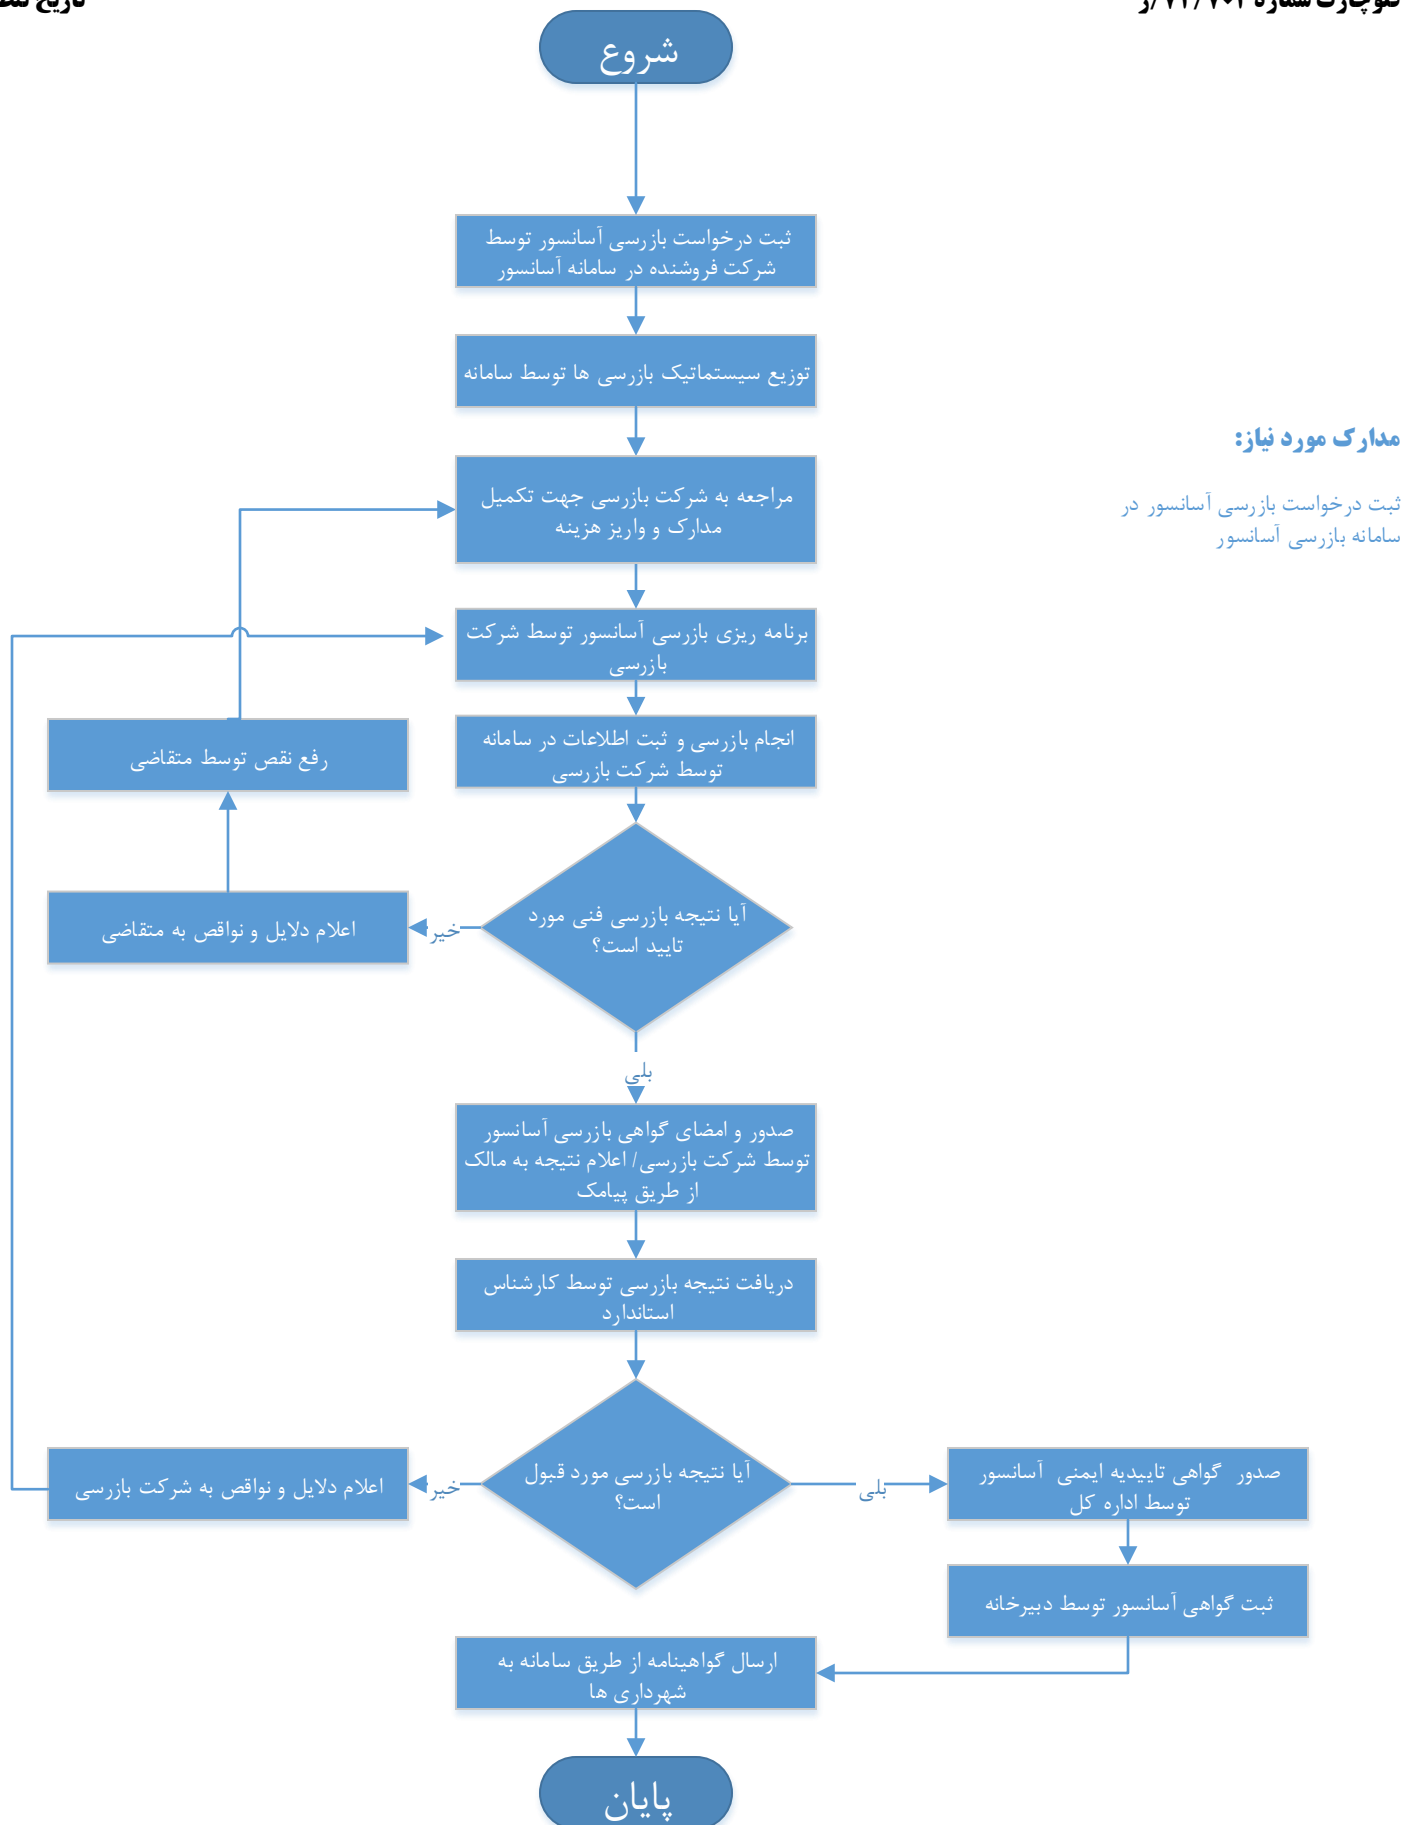 شروع
ثبت درخواست بازرسی آسانسور توسط
شرکت فروشنده در سامانه آسانسور
توزیع سیستماتیک بازرسی ها توسط سامانه
مدارک مورد نیاز:
ثبت درخواست بازرسی آسانسور در
سامانه بازرسی آسانسور
مراجعه به شرکت بازرسی جهت تکمیل
مدارک و واریز هزینه
برنامه ریزی بازرسی آسانسور توسط شرکت
بازرسی
انجام بازرسی و ثبت اطلاعات در سامانه
توسط شرکت بازرسی
رفع نقص توسط متقاضی
آیا نتیجه بازرسی فنی مورد
تایید است؟
خیر
اعلام دلایل و نواقص به متقاضی
بلی
صدور و امضای گواهی بازرسی آسانسور
توسط شرکت بازرسی/ اعلام نتیجه به مالک
از طریق پیامک
دریافت نتیجه بازرسی توسط کارشناس
استاندارد
آیا نتیجه بازرسی مورد قبول
است؟
خیر
اعلام دلایل و نواقص به شرکت بازرسی
بلی
صدور گواهی تاییدیه ایمنی آسانسور
توسط اداره کل
ثبت گواهی آسانسور توسط دبیرخانه
ارسال گواهینامه از طریق سامانه به
شهرداری ها
پایان